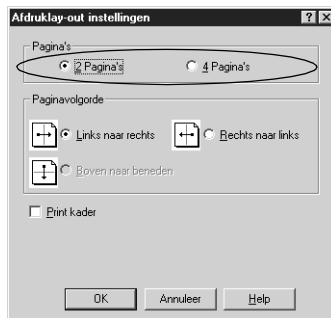 Afdruklay-out instellingen
Pagina's
2 Pagina's 4 Pagina's
Paginavolgorde
Links naar rechts Rechts naar links
Boven naar beneden
Print kader
OK Annuleer Help